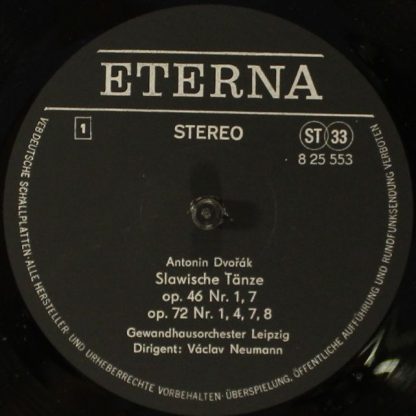 ETERNA
1
STEREO
ST 33
8 25 553
Antonin Dvořák
Slawische Tänze
op. 46 Nr. 1, 7
op. 72 Nr. 1, 4, 7, 8
Gewandhausorchester Leipzig
Dirigent: Václav Neumann
VEB DEUTSCHE SCHALLPLATTEN · ALLE HERSTELLER- UND URHEBERRECHTE VORBEHALTEN · ÜBERSPIELUNG, ÖFFENTLICHE AUFFÜHRUNG UND RUNDFUNKSENDUNG VERBOTEN